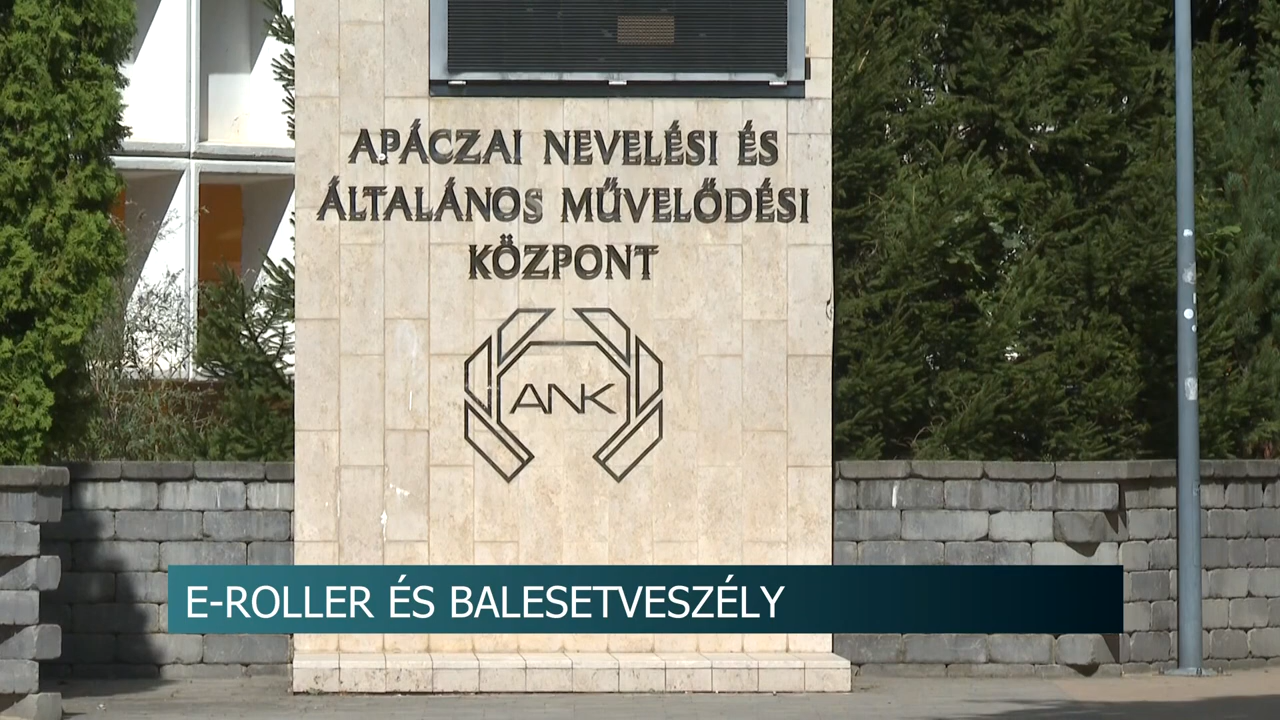 APÁCZAI NEVELÉSI ÉS
ÁLTALÁNOS MŰVELŐDÉSI
KÖZPONT
ANK
E-ROLLER ÉS BALESETVESZÉLY